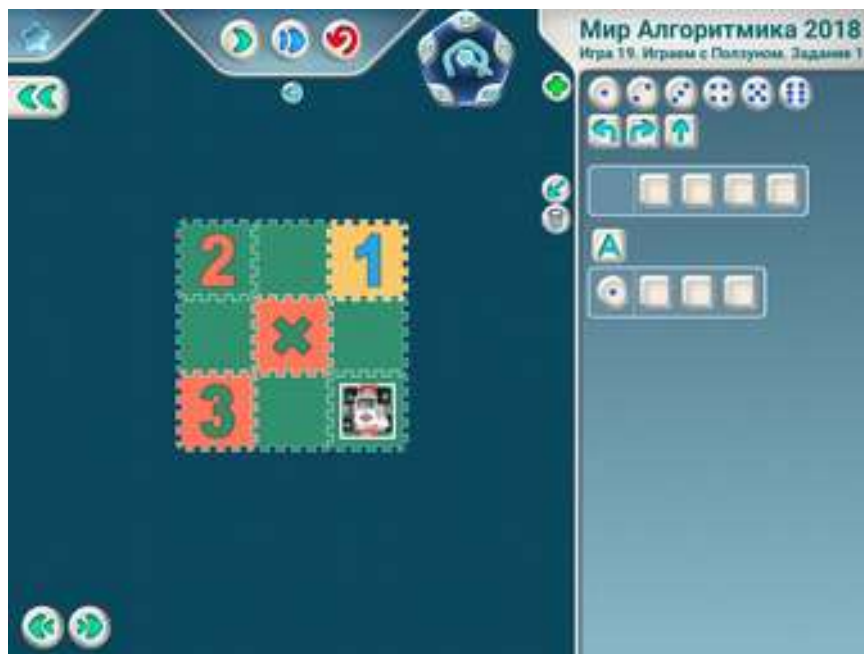 Мир Алгоритмика 2018
Игра 19. Играем с Ползуном. Задание 1
2 1
×
3
A